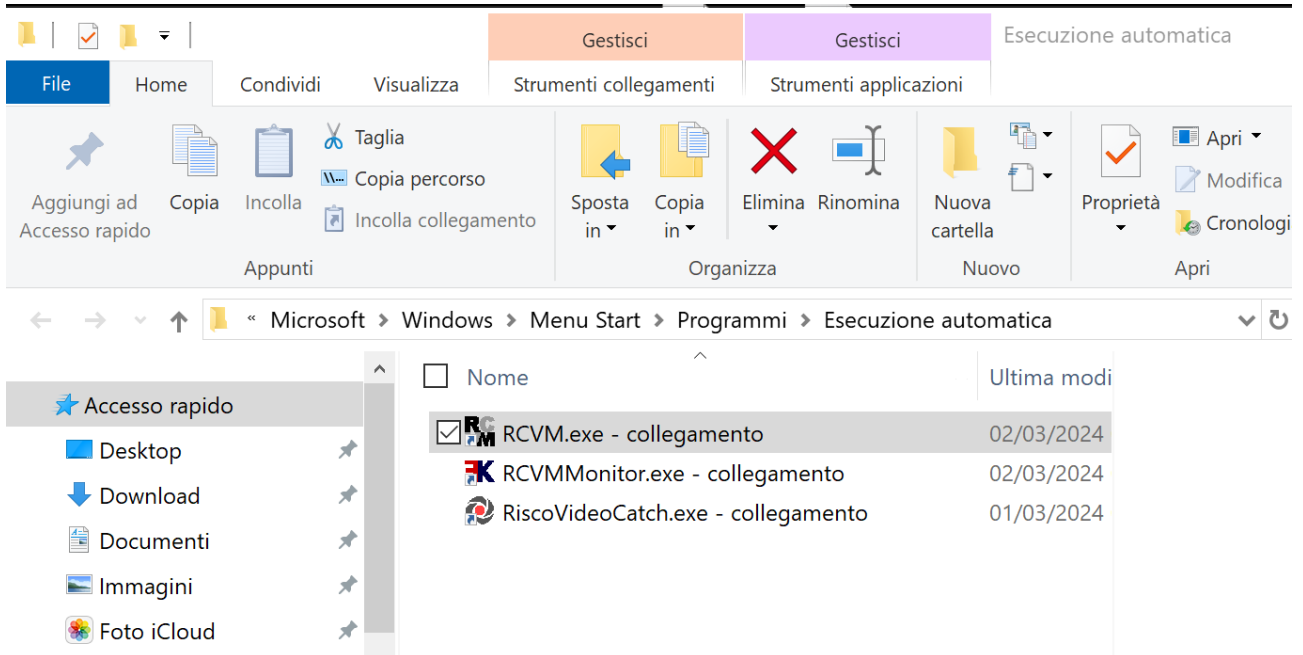 Gestisci Gestisci Esecuzione automatica
File Home Condividi Visualizza Strumenti collegamenti Strumenti applicazioni
Aggiungi ad
Accesso rapido
Copia
Incolla
Taglia
Copia percorso
Incolla collegamento
Appunti
Sposta
in
Copia
in
Elimina
Rinomina
Organizza
Nuova
cartella
Nuovo
Proprietà
Apri
Modifica
Cronologi
Apri
« Microsoft > Windows > Menu Start > Programmi > Esecuzione automatica
Accesso rapido
Desktop
Download
Documenti
Immagini
Foto iCloud
Nome Ultima modi
RCVM.exe - collegamento 02/03/2024
RCVMMonitor.exe - collegamento 02/03/2024
RiscoVideoCatch.exe - collegamento 01/03/2024